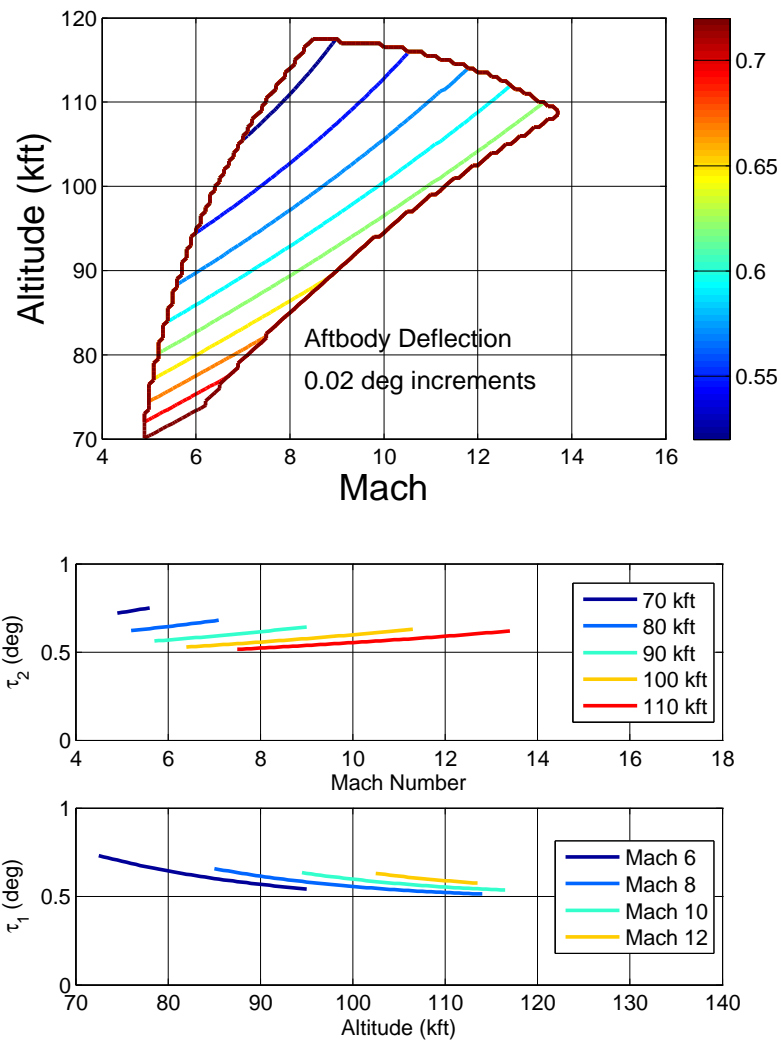 120
110
100
90
80
70
Altitude (kft)
4 6 8 10 12 14 16
Mach
Aftbody Deflection
0.02 deg increments
0.7
0.65
0.6
0.55
1
0.5
0
τ2 (deg)
4 6 8 10 12 14 16 18
Mach Number
70 kft
80 kft
90 kft
100 kft
110 kft
1
0.5
0
τ1 (deg)
70 80 90 100 110 120 130 140
Altitude (kft)
Mach 6
Mach 8
Mach 10
Mach 12